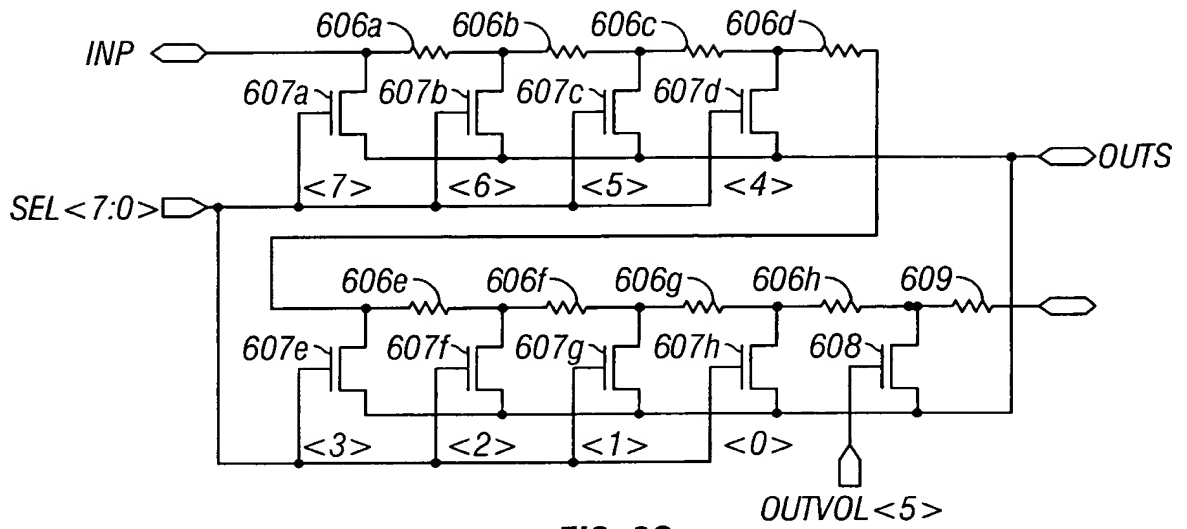 606a 606b 606c 606d
INP
607a 607b 607c 607d
OUTS
<7> <6> <5> <4>
SEL<7:0>
606e 606f 606g 606h 609
607e 607f 607g 607h 608
<3> <2> <1> <0>
OUTVOL<5>